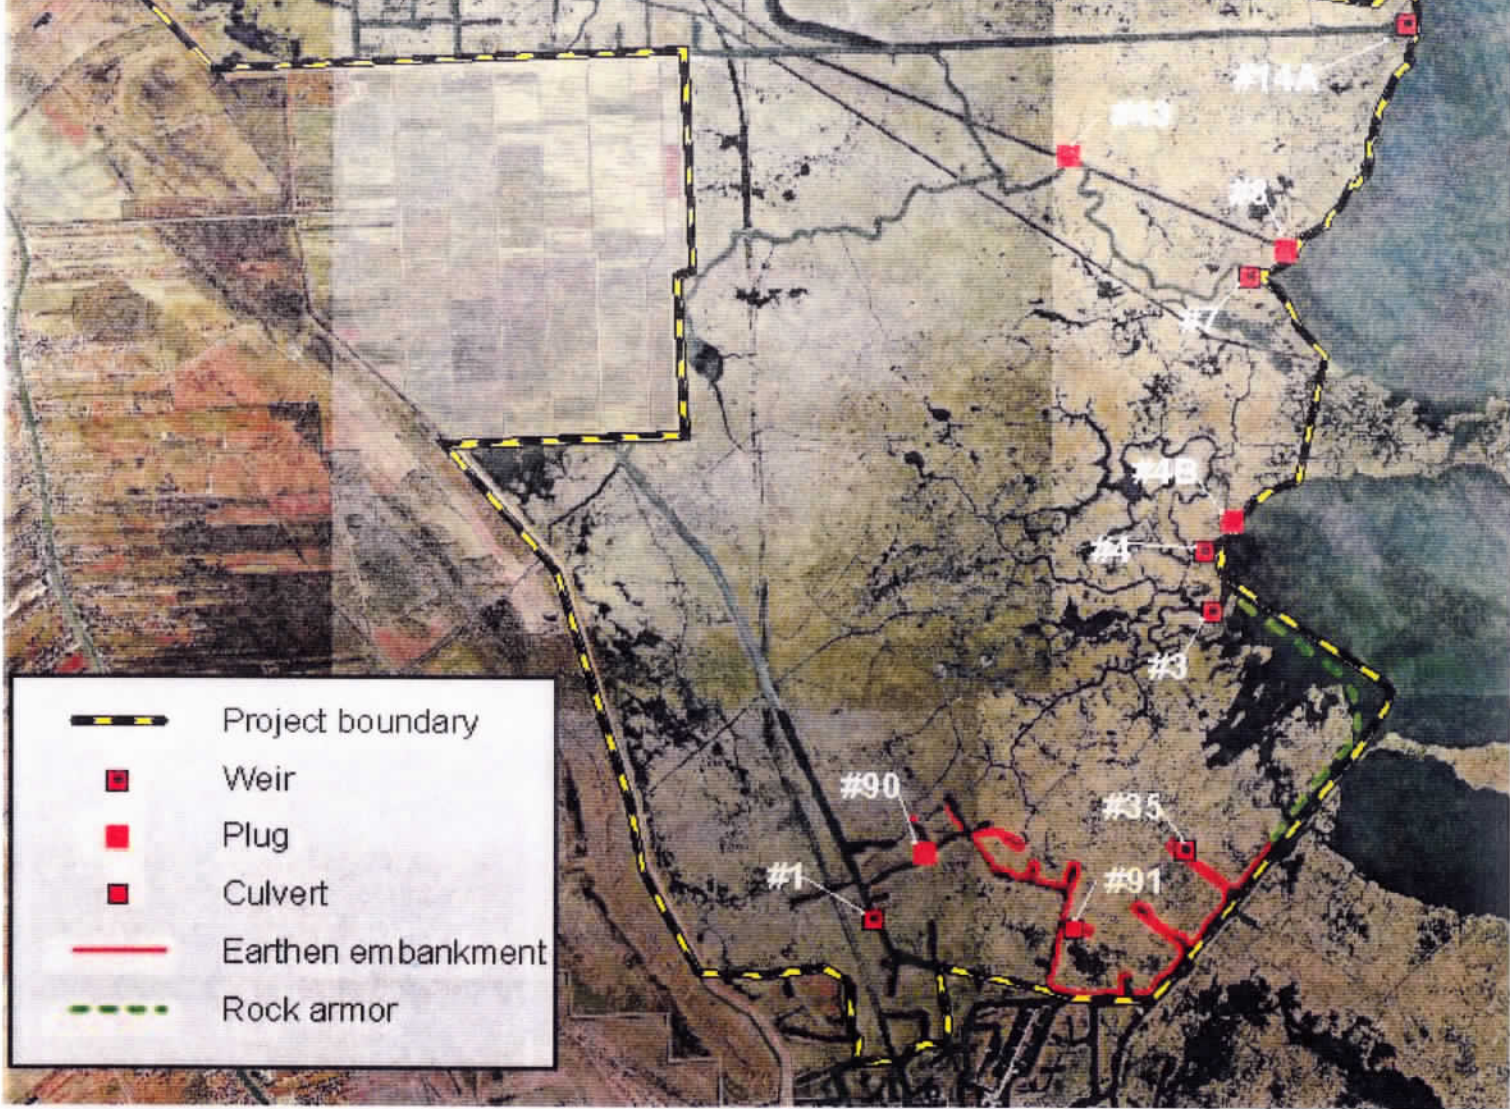 #14A
#8
#7
#4B
#4
#3
#90
#35
#1
#91
Project boundary
Weir
Plug
Culvert
Earthen embankment
Rock armor